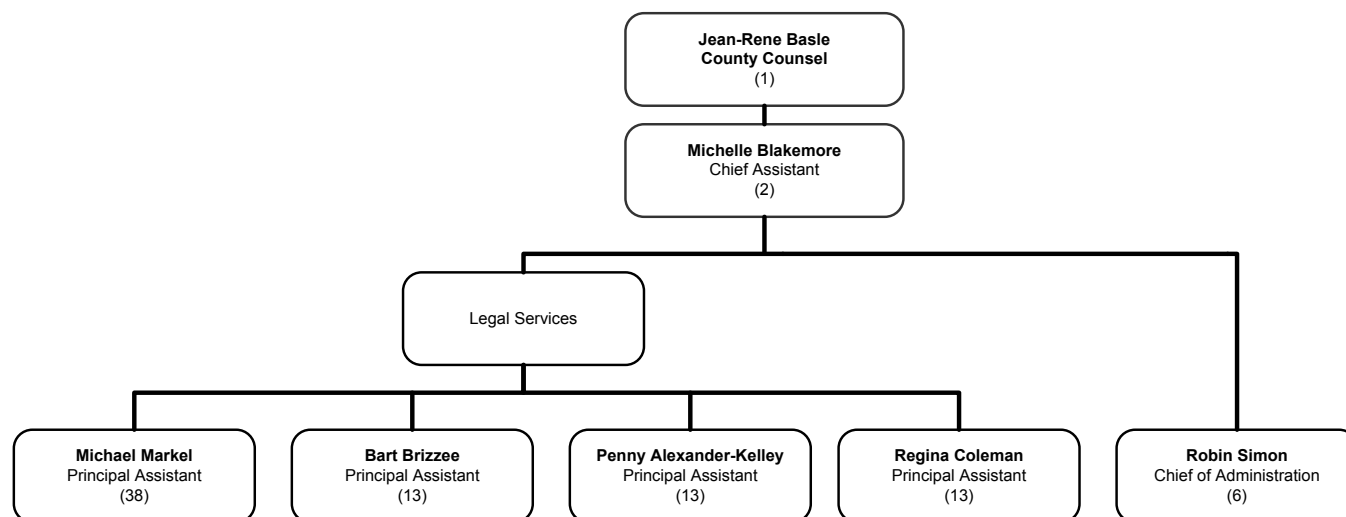 Jean-Rene Basle
County Counsel
(1)
Michelle Blakemore
Chief Assistant
(2)
Legal Services
Michael Markel
Principal Assistant
(38)
Bart Brizzee
Principal Assistant
(13)
Penny Alexander-Kelley
Principal Assistant
(13)
Regina Coleman
Principal Assistant
(13)
Robin Simon
Chief of Administration
(6)